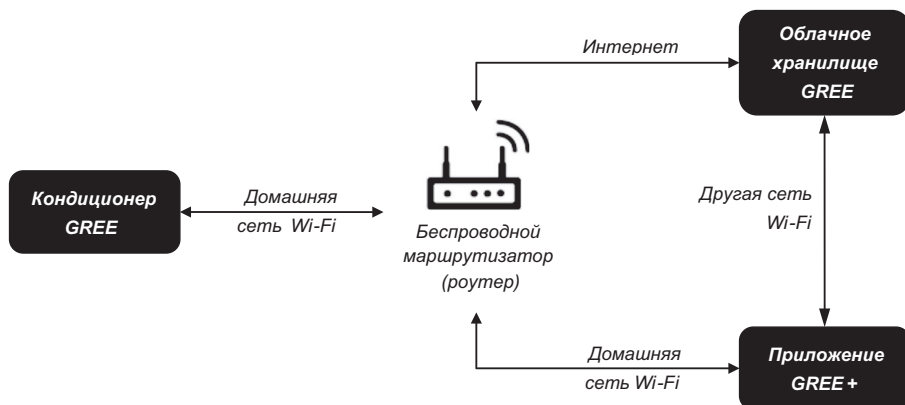 Интернет
Облачное
хранилище
GREE
Кондиционер
GREE
Домашняя
сеть Wi-Fi
Беспроводной
маршрутизатор
(роутер)
Другая сеть
Wi-Fi
Домашняя
сеть Wi-Fi
Приложение
GREE +